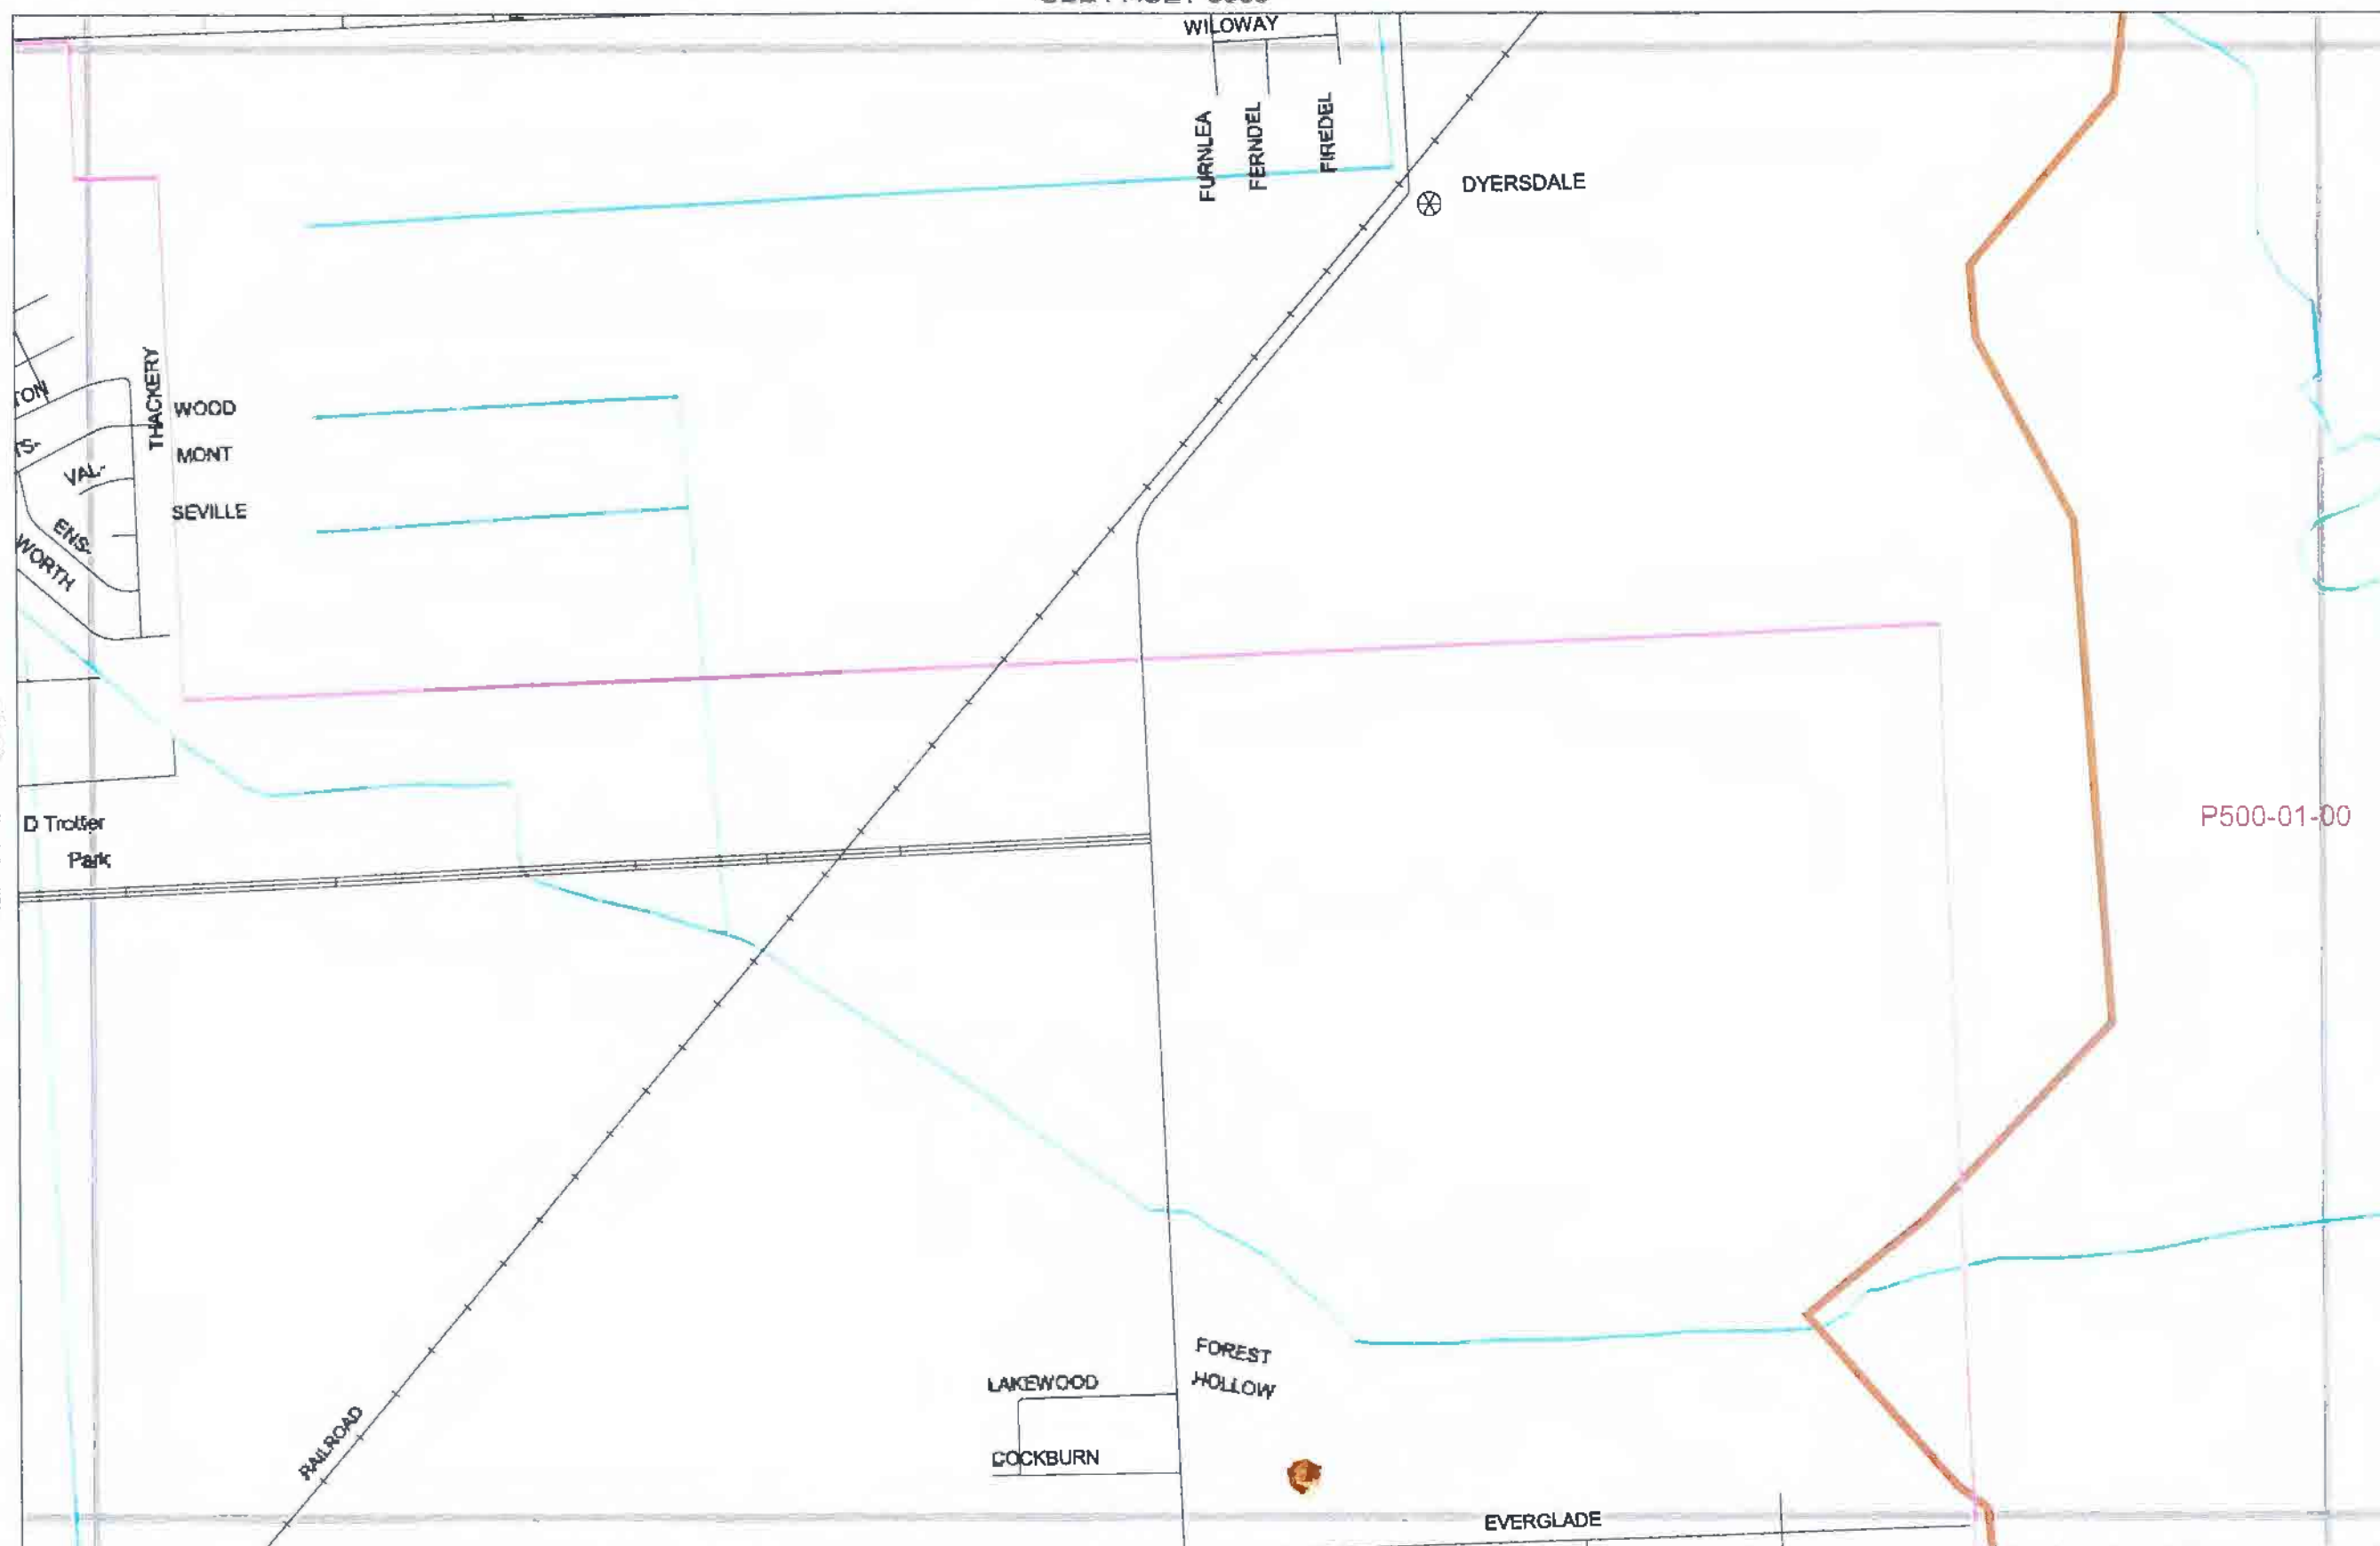 WILOWAY
FURNLEA
FERNDEL
FIREDEL
DYERSDALE
TON
TS-
VAL-
ENS-
WORTH
THACKERY
WOOD
MONT
SEVILLE
D Trotter
Park
P500-01-00
FOREST
HOLLOW
LAKEWOOD
COCKBURN
RAILROAD
EVERGLADE